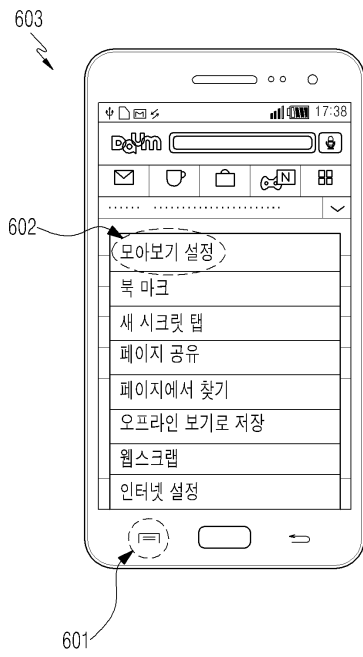 603
17:38
Daum
N
602
모아보기 설정
북 마크
새 시크릿 탭
페이지 공유
페이지에서 찾기
오프라인 보기로 저장
웹스크랩
인터넷 설정
601